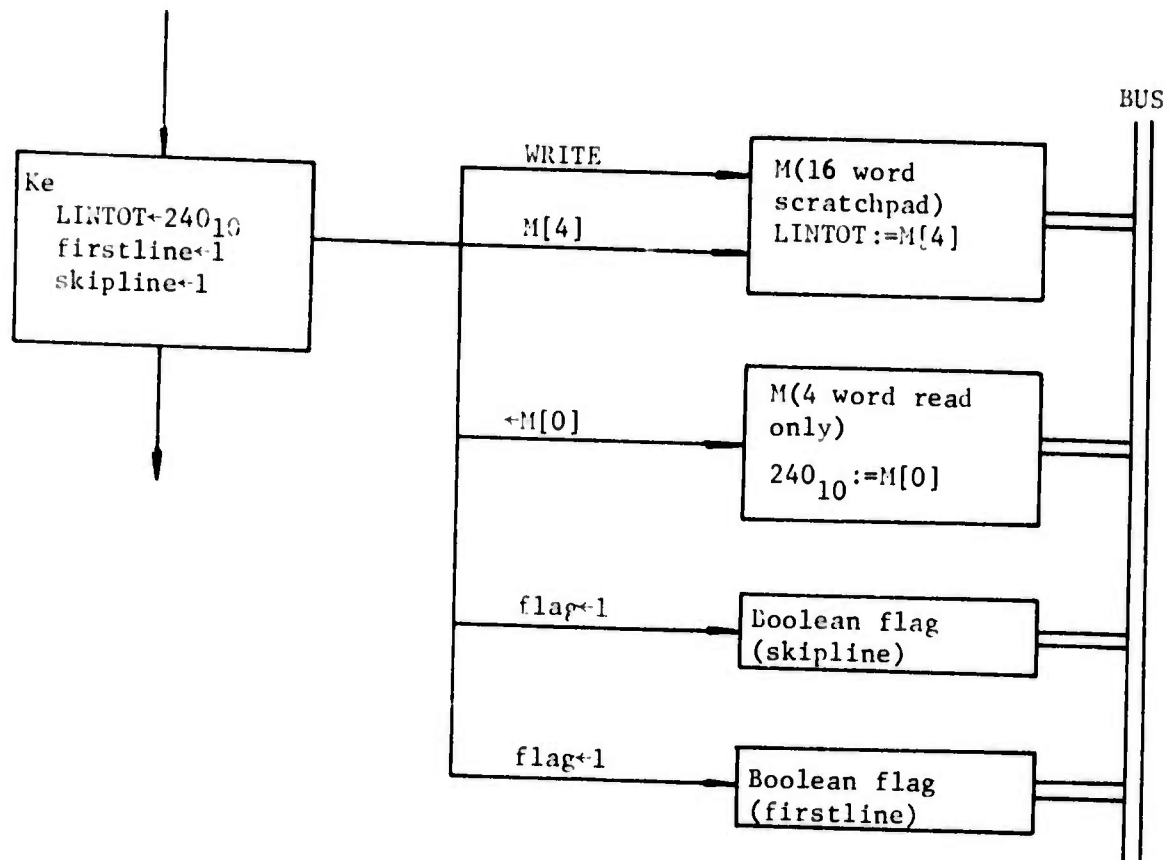 BUS
Ke
LINTOT←240₁₀
firstline←1
skipline←1
WRITE
M[4]
M(16 word
scratchpad)
LINTOT:=M[4]
←M[0]
M(4 word read
only)
240₁₀:=M[0]
flag←1
Boolean flag
(skipline)
flag←1
Boolean flag
(firstline)